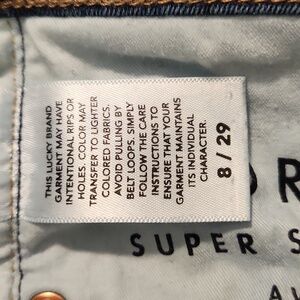 THIS LUCKY BRAND
GARMENT MAY HAVE
INTENTIONAL RIPS OR
HOLES. COLOR MAY
TRANSFER TO LIGHTER
COLORED FABRICS.
AVOID PULLING BY
BELT LOOPS. SIMPLY
FOLLOW THE CARE
INSTRUCTIONS TO
ENSURE THAT YOUR
GARMENT MAINTAINS
ITS INDIVIDUAL
CHARACTER.
8 / 29
OR
SUPER S
AU